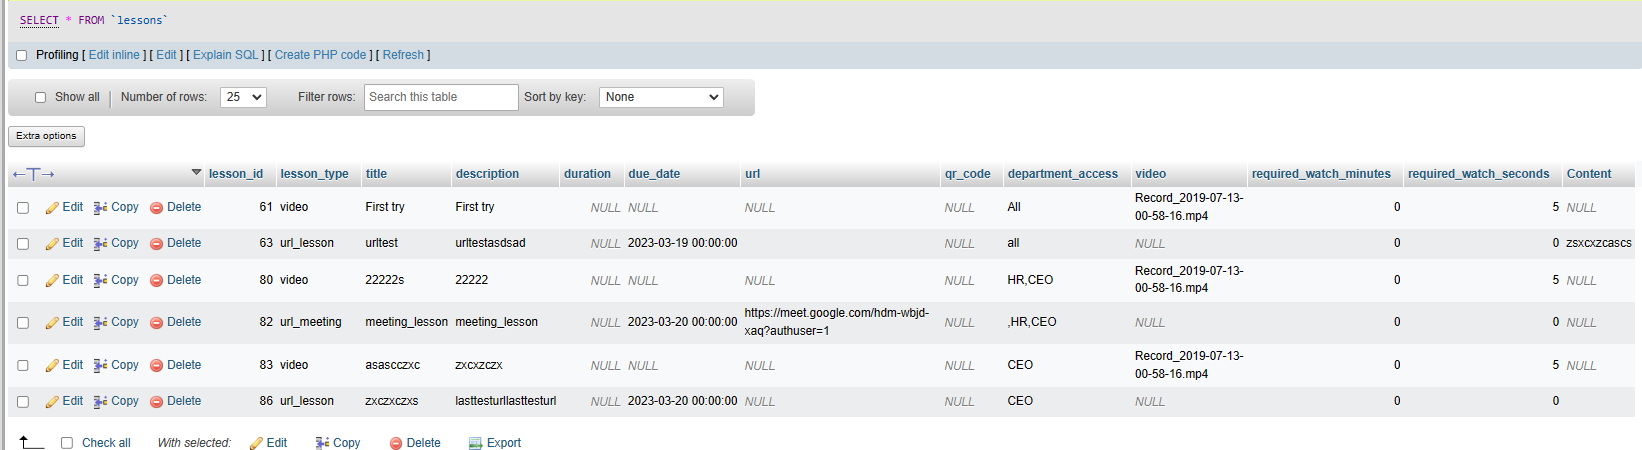 SELECT * FROM `lessons`
Profiling [ Edit inline ] [ Edit ] [ Explain SQL ] [ Create PHP code ] [ Refresh ]
Show all | Number of rows: 25 Filter rows: Search this table Sort by key: None
Extra options
←T→ lesson_id lesson_type title description duration due_date url qr_code department_access video required_watch_minutes required_watch_seconds Content
Edit Copy Delete 61 video First try First try NULL NULL NULL NULL All Record_2019-07-13- 0 5 NULL
00-58-16.mp4
Edit Copy Delete 63 url_lesson urltest urltestasdsad NULL 2023-03-19 00:00:00 NULL all NULL 0 0 zsxcxzcascs
Edit Copy Delete 80 video 22222s 22222 NULL NULL NULL NULL HR,CEO Record_2019-07-13- 0 5 NULL
00-58-16.mp4
Edit Copy Delete 82 url_meeting meeting_lesson meeting_lesson NULL 2023-03-20 00:00:00 https://meet.google.com/hdm-wbjd- NULL ,HR,CEO NULL 0 0 NULL
xaq?authuser=1
Edit Copy Delete 83 video asascczxc zxcxzczx NULL NULL NULL NULL CEO Record_2019-07-13- 0 5 NULL
00-58-16.mp4
Edit Copy Delete 86 url_lesson zxczxczxs lasttesturllasttesturl NULL 2023-03-20 00:00:00 NULL NULL CEO NULL 0 0
Check all With selected: Edit Copy Delete Export